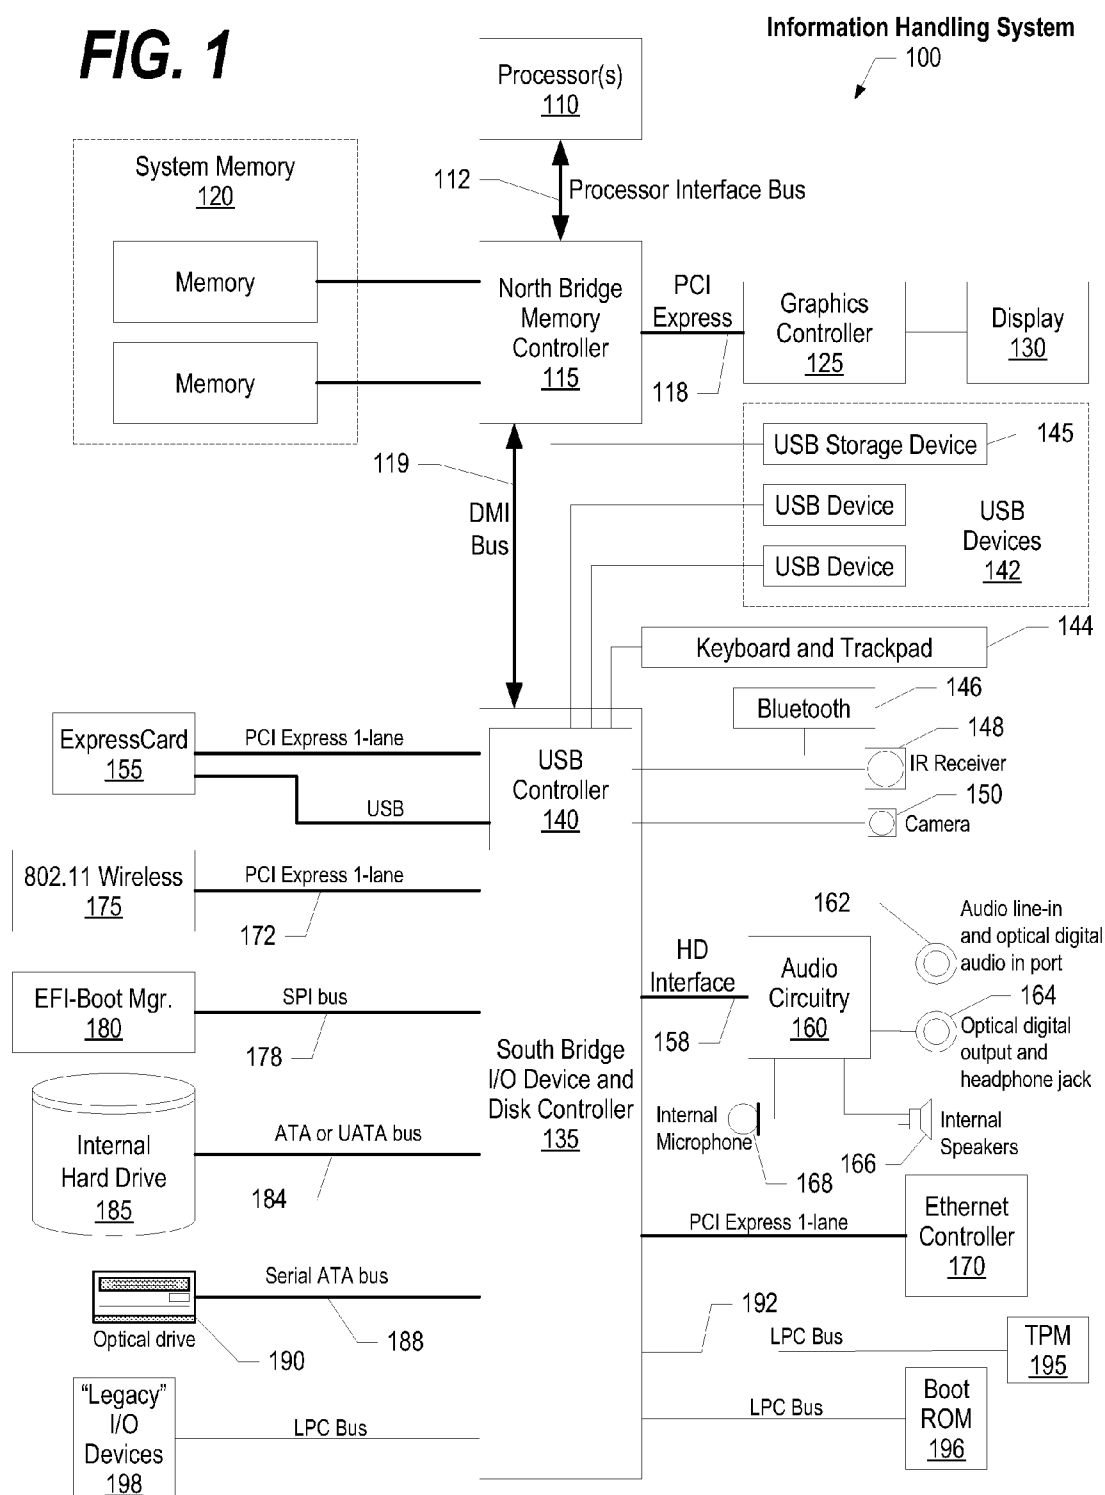 FIG. 1
Information Handling System
100
Processor(s)
110
112
Processor Interface Bus
System Memory
120
Memory
Memory
North Bridge
Memory
Controller
115
PCI
Express
118
Graphics
Controller
125
Display
130
119
DMI
Bus
USB Storage Device
145
USB Device
USB Device
USB
Devices
142
144
Keyboard and Trackpad
146
Bluetooth
148
IR Receiver
150
Camera
ExpressCard
155
PCI Express 1-lane
USB
USB
Controller
140
802.11 Wireless
175
PCI Express 1-lane
172
162
Audio line-in
and optical digital
audio in port
HD
Interface
158
Audio
Circuitry
160
164
Optical digital
output and
headphone jack
EFI-Boot Mgr.
180
SPI bus
178
South Bridge
I/O Device and
Disk Controller
135
Internal
Microphone
168
166
Internal
Speakers
Internal
Hard Drive
185
ATA or UATA bus
184
PCI Express 1-lane
Ethernet
Controller
170
Serial ATA bus
188
Optical drive
190
192
LPC Bus
TPM
195
"Legacy"
I/O
Devices
198
LPC Bus
LPC Bus
Boot
ROM
196